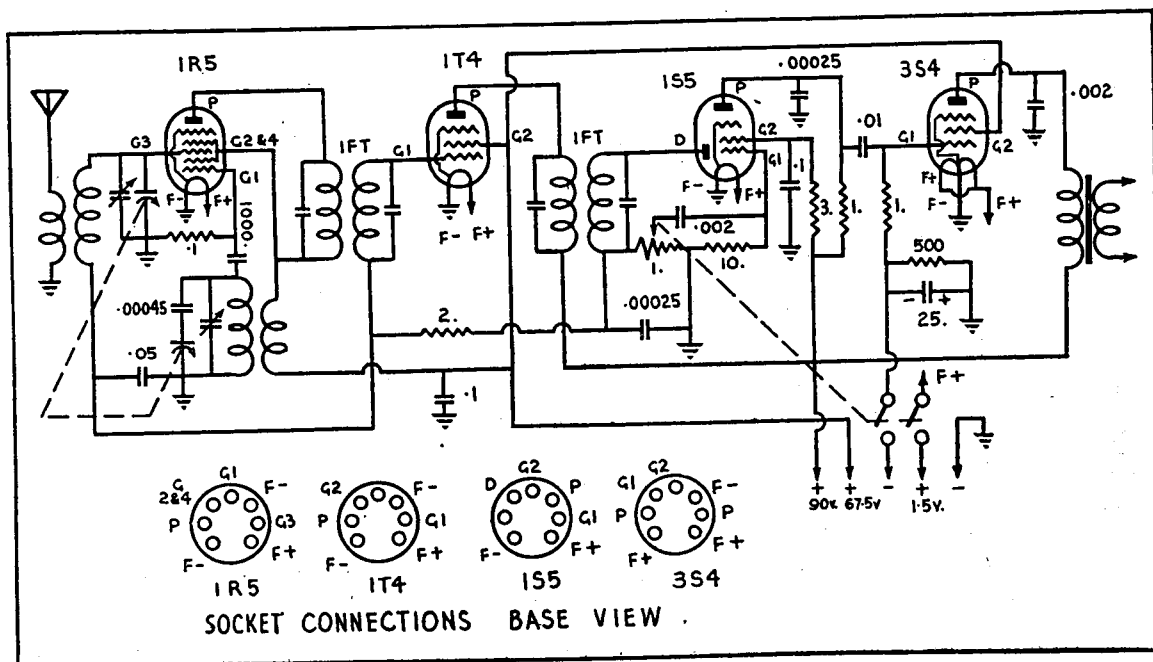 1R5
1T4
1S5
3S4
P
G3
G2&4
G1
F-
F+
.0001
.1
.00045
.05
1FT
P
G1
G2
F-
F+
2.
.1
1FT
P
.00025
D
G2
G1
F-
F+
.1
.002
1.
10.
.00025
3.
1.
.01
P
G1
G2
F+
F-
F+
.002
1.
500
- +
25.
F+
+ + - + -
90v. 67.5v 1.5v.
G 2&4
G1
F-
P
G3
F-
F+
1R5
G2
F-
P
G1
F-
F+
1T4
D
G2
P
G1
F-
F+
1S5
G1
G2
F-
P
P
F+
F+
3S4
SOCKET CONNECTIONS BASE VIEW .